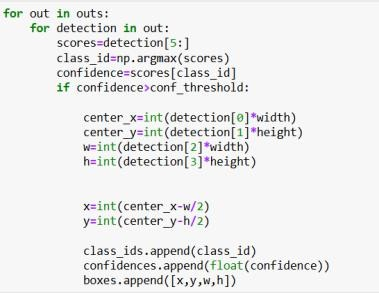 for out in outs:
    for detection in out:
        scores=detection[5:]
        class_id=np.argmax(scores)
        confidence=scores[class_id]
        if confidence>conf_threshold:
            center_x=int(detection[0]*width)
            center_y=int(detection[1]*height)
            w=int(detection[2]*width)
            h=int(detection[3]*height)
            x=int(center_x-w/2)
            y=int(center_y-h/2)
            class_ids.append(class_id)
            confidences.append(float(confidence))
            boxes.append([x,y,w,h])